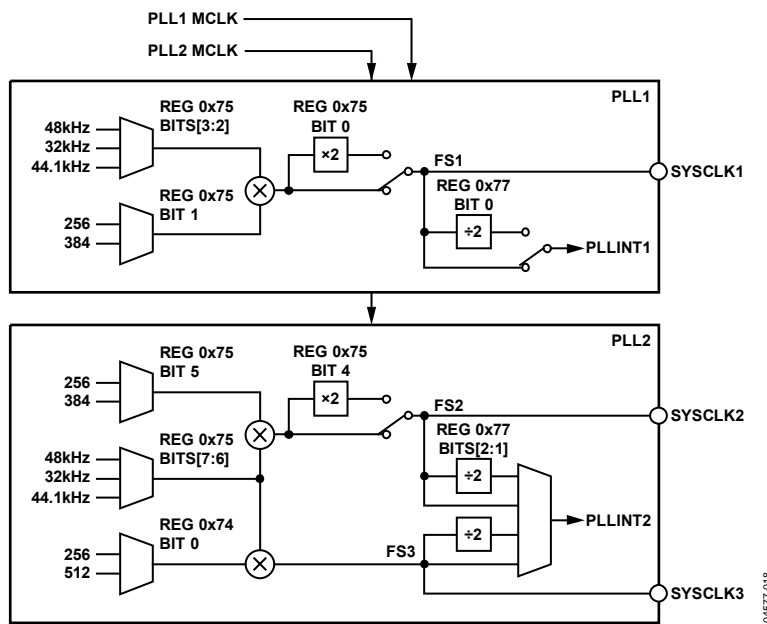 PLL1 MCLK
PLL2 MCLK
PLL1
REG 0x75
BITS[3:2]
48kHz
32kHz
44.1kHz
REG 0x75
BIT 0
×2
FS1
SYSCLK1
REG 0x75
BIT 1
256
384
REG 0x77
BIT 0
÷2
PLLINT1
PLL2
REG 0x75
BIT 5
256
384
REG 0x75
BIT 4
×2
FS2
SYSCLK2
REG 0x75
BITS[7:6]
48kHz
32kHz
44.1kHz
REG 0x77
BITS[2:1]
÷2
PLLINT2
÷2
REG 0x74
BIT 0
256
512
FS3
SYSCLK3
04577-018